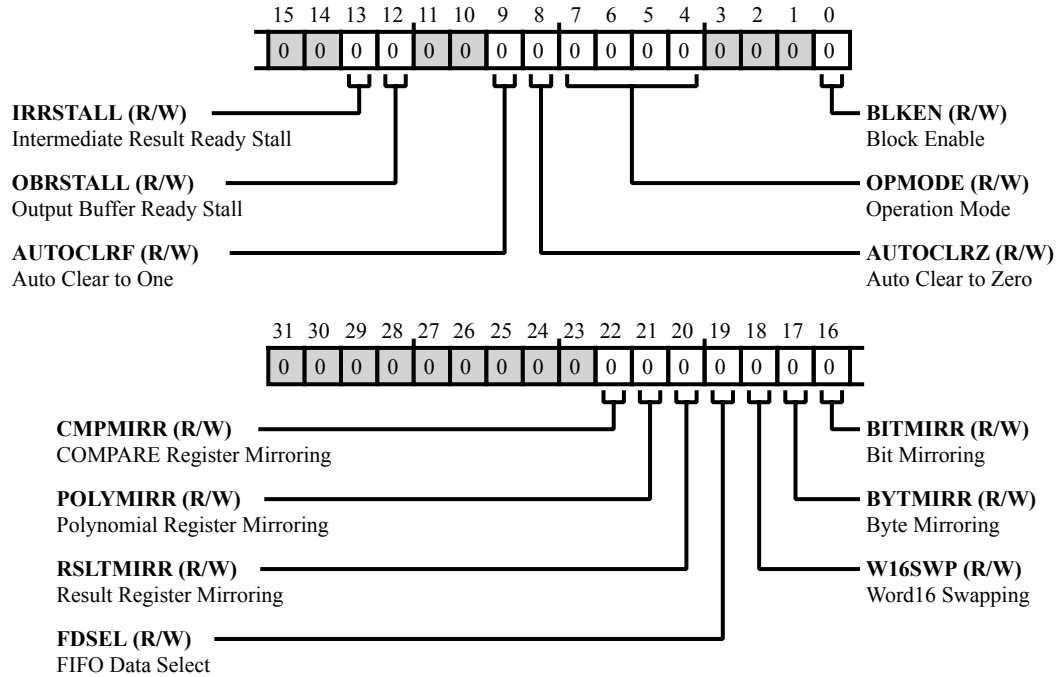 15 14 13 12 11 10 9 8 7 6 5 4 3 2 1 0
0 0 0 0 0 0 0 0 0 0 0 0 0 0 0 0
IRRSTALL (R/W)
Intermediate Result Ready Stall
BLKEN (R/W)
Block Enable
OBRSTALL (R/W)
Output Buffer Ready Stall
OPMODE (R/W)
Operation Mode
AUTOCLRF (R/W)
Auto Clear to One
AUTOCLRZ (R/W)
Auto Clear to Zero
31 30 29 28 27 26 25 24 23 22 21 20 19 18 17 16
0 0 0 0 0 0 0 0 0 0 0 0 0 0 0 0
CMPMIRR (R/W)
COMPARE Register Mirroring
BITMIRR (R/W)
Bit Mirroring
POLYMIRR (R/W)
Polynomial Register Mirroring
BYTMIRR (R/W)
Byte Mirroring
RSLTMIRR (R/W)
Result Register Mirroring
W16SWP (R/W)
Word16 Swapping
FDSEL (R/W)
FIFO Data Select